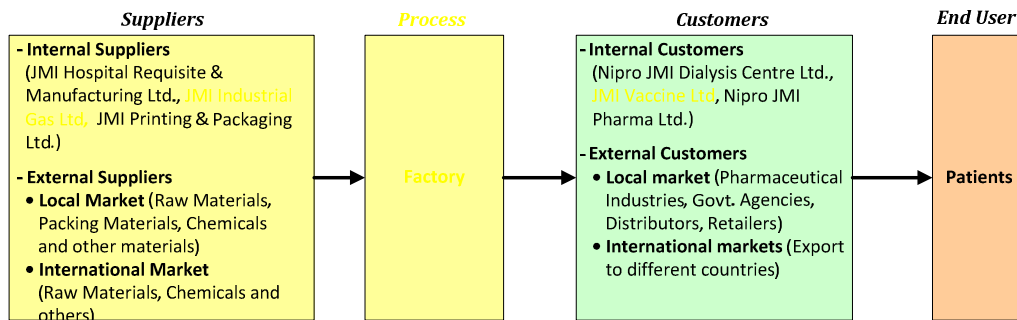 Suppliers
- Internal Suppliers
(JMI Hospital Requisite &
Manufacturing Ltd., JMI Industrial
Gas Ltd, JMI Printing & Packaging
Ltd.)
- External Suppliers
• Local Market (Raw Materials,
Packing Materials, Chemicals
and other materials)
• International Market
(Raw Materials, Chemicals and
others)
Process
Factory
Customers
- Internal Customers
(Nipro JMI Dialysis Centre Ltd.,
JMI Vaccine Ltd, Nipro JMI
Pharma Ltd.)
- External Customers
• Local market (Pharmaceutical
Industries, Govt. Agencies,
Distributors, Retailers)
• International markets (Export
to different countries)
End User
Patients